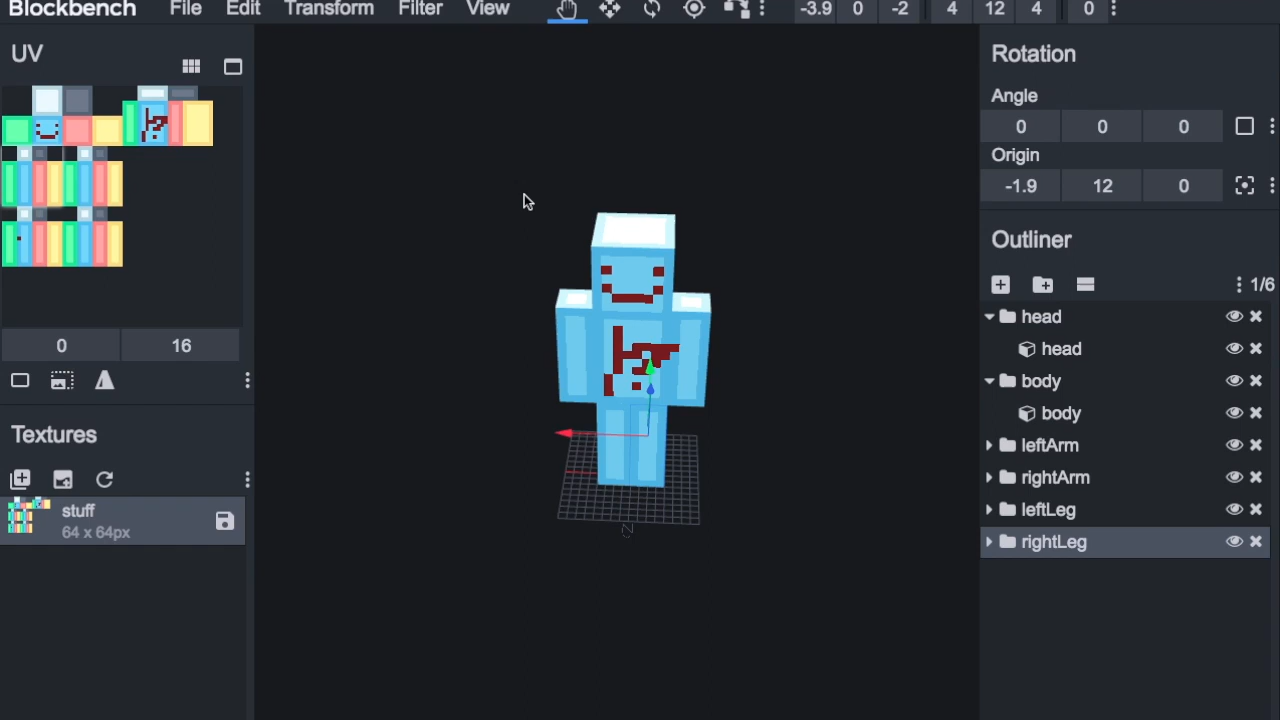 Blockbench File Edit Transform Filter View -3.9 0 -2 4 12 4 0
UV
0 16
Textures
stuff
64 x 64px
Rotation
Angle
0 0 0
Origin
-1.9 12 0
Outliner
1/6
head
head
body
body
leftArm
rightArm
leftLeg
rightLeg
N